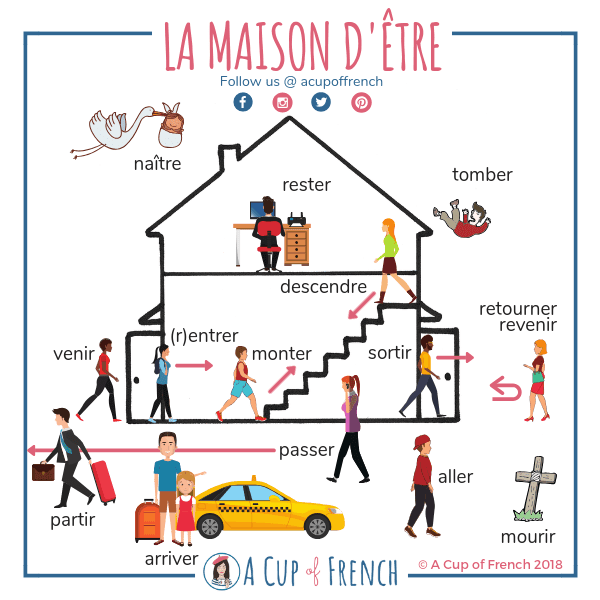 LA MAISON D'ÊTRE
Follow us @ acupoffrench
naître
rester
tomber
descendre
retourner
revenir
(r)entrer
venir
monter
sortir
passer
aller
partir
mourir
arriver
A CUP of FRENCH
© A Cup of French 2018